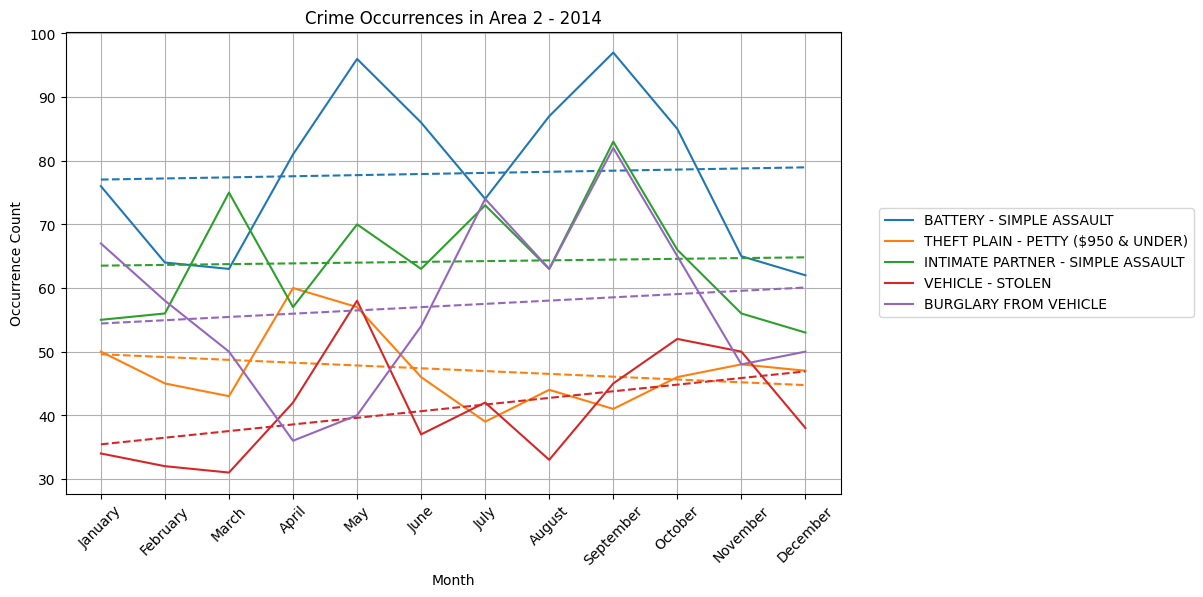 Crime Occurrences in Area 2 - 2014
Occurrence Count
100
90
80
70
60
50
40
30
January
February
March
April
May
June
July
August
September
October
November
December
Month
BATTERY - SIMPLE ASSAULT
THEFT PLAIN - PETTY ($950 & UNDER)
INTIMATE PARTNER - SIMPLE ASSAULT
VEHICLE - STOLEN
BURGLARY FROM VEHICLE